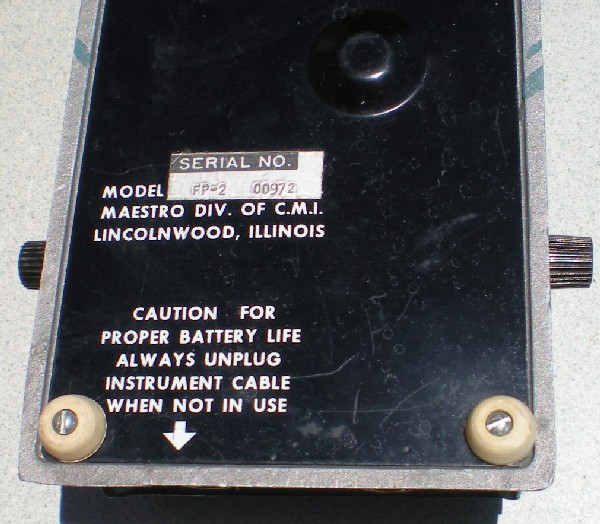 SERIAL NO.
MODEL FP-2 00972
MAESTRO DIV. OF C.M.I.
LINCOLNWOOD, ILLINOIS
CAUTION FOR
PROPER BATTERY LIFE
ALWAYS UNPLUG
INSTRUMENT CABLE
WHEN NOT IN USE